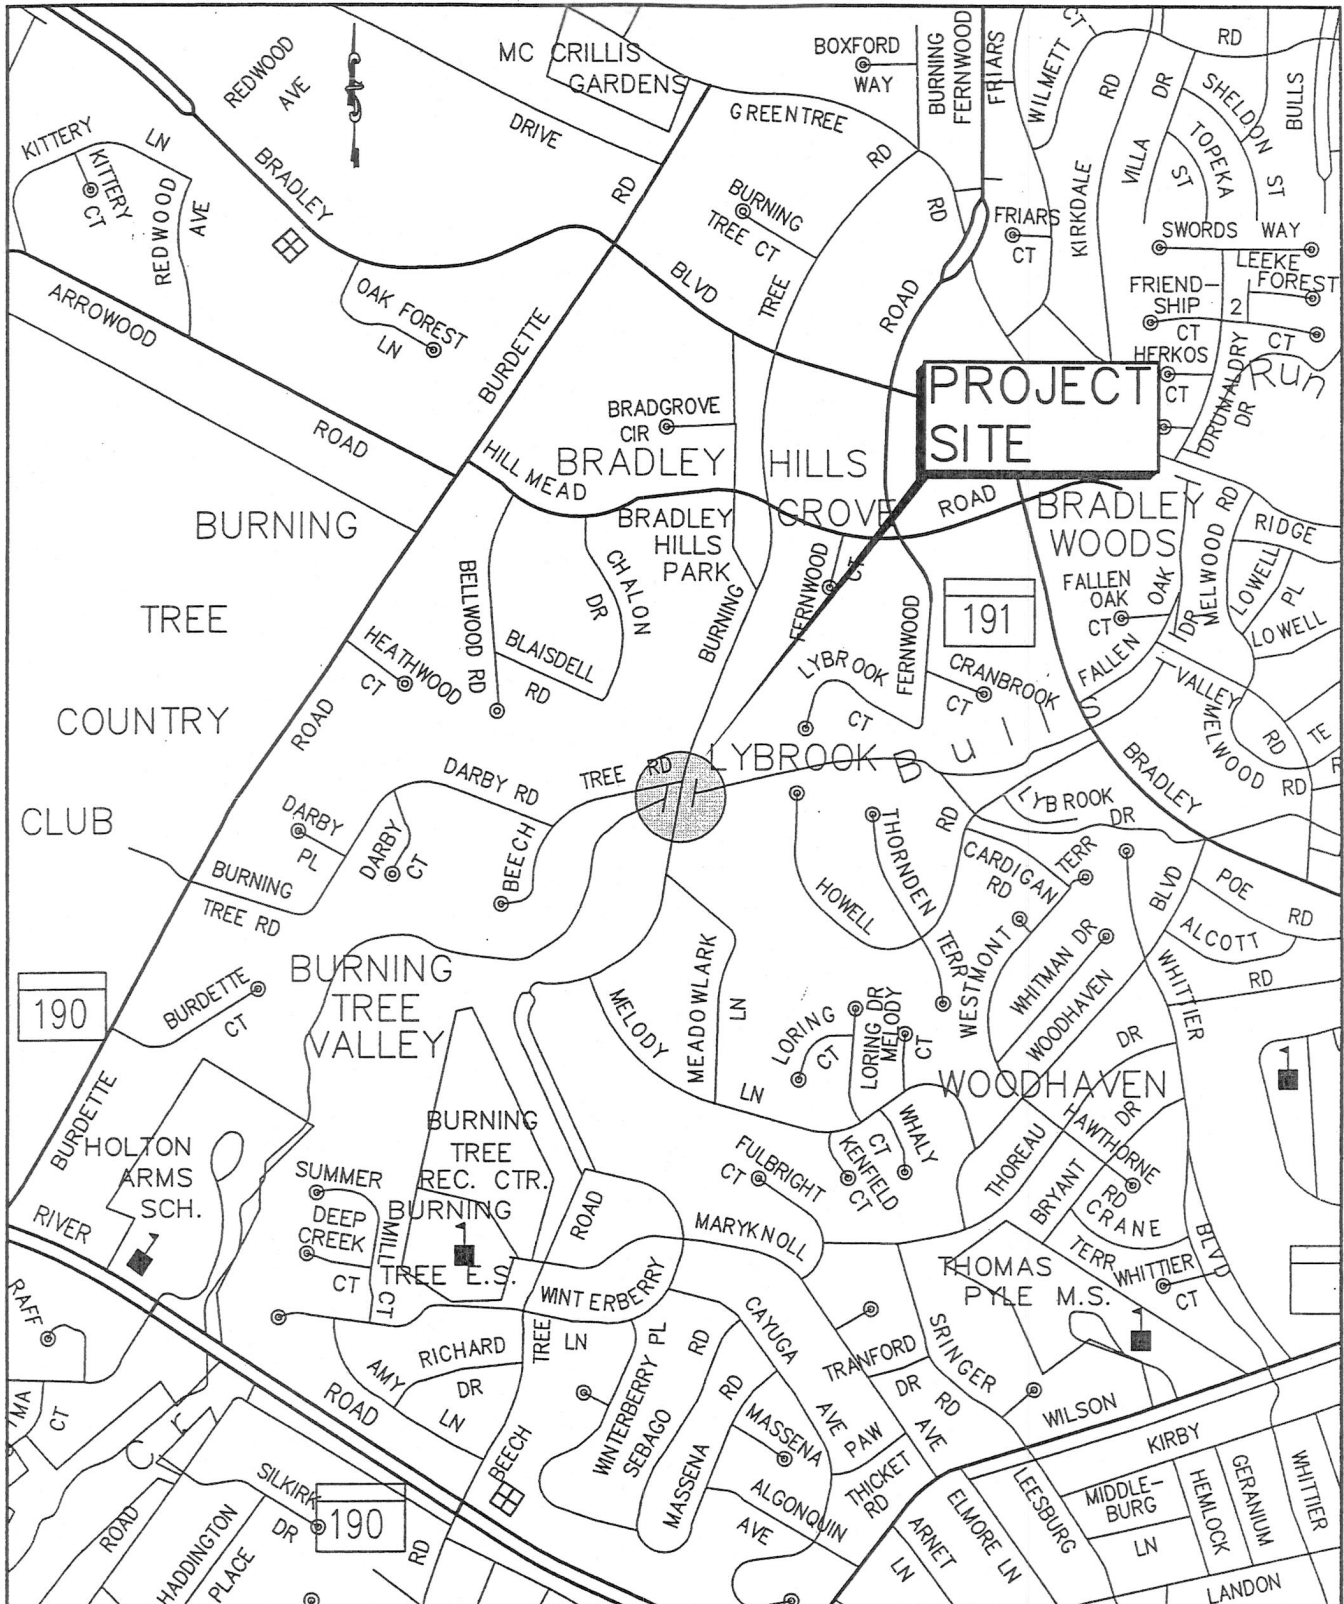 MC CRILLIS
GARDENS
BOXFORD
WAY
BURNING
FERNWOOD
FRIARS
WILMETT
CT
RD
REDWOOD
AVE
DRIVE
GREENTREE
RD
RD
KIRKDALE
RD
VILLA
DR
SHELDON
ST
TOPEKA
ST
BULLS
KITTERY
LN
KITTERY
CT
REDWOOD
AVE
BRADLEY
RD
BURNING
TREE CT
FRIARS
CT
SWORDS WAY
LEEKE
FOREST
FRIEND-
SHIP
CT
2
CT
HERKOS
CT
DRUMALDRY
DR
Run
ARROWOOD
OAK FOREST
LN
BLVD
TREE
ROAD
BURDETTE
PROJECT
SITE
ROAD
BRADGROVE
CIR
HILL MEAD
BRADLEY HILLS
GROVE
ROAD
BURNING
TREE
COUNTRY
CLUB
BRADLEY
HILLS
PARK
BRADLEY
WOODS
MELWOOD RD
RIDGE
LOWELL
PL
LOWELL
FALLEN
OAK
CT
FALLEN
OAK
DR
BELLWOOD RD
CHALON
DR
BLAISDELL
RD
BURNING
FERNWOOD
CT
FERNWOOD
191
HEATHWOOD
CT
ROAD
LYBROOK
CT
CRANBROOK
CT
VALLEY
RD
MELWOOD
RD
TE
LYBROOK
Bulls
BRADLEY
DARBY RD
TREE RD
DARBY
PL
DARBY
CT
BEECH
LYBROOK
DR
RD
THORNDEN
TERR
HOWELL
CARDIGAN
RD
TERR
WESTMONT
BLVD
POE
RD
ALCOTT
RD
BURNING
TREE RD
WHITMAN DR
WOODHAVEN
DR
WHITTIER
190
BURDETTE
CT
BURNING
TREE
VALLEY
MELODY
LN
MEADOWLARK
LN
LORING
CT
LORING DR
MELODY
CT
WOODHAVEN
BURDETTE
HOLTON
ARMS
SCH.
BURNING
TREE
REC. CTR.
BURNING
TREE E.S.
SUMMER
DEEP
CREEK
CT
MILL CT
FULBRIGHT
CT
KENFIELD
CT
WHALY
CT
THOREAU
HAWTHORNE
RD
BRYANT
DR
CRANE
TERR
WHITTIER
CT
BLVD
RIVER
ROAD
MARYKNOLL
THOMAS
PYLE M.S.
RAFF
WINTERBERRY
LN
TREE
CAYUGA
AVE
RICHARD
DR
AMY
LN
ROAD
WINTERBERRY PL
SEBAGO
RD
MASSENA
RD
MASSENA
TRANFORD
DR
SRINGER
RD
AVE
WILSON
CT
Cr
BEECH
PAW
THICKET
RD
ALGONQUIN
AVE
KIRBY
SILKIRK
DR
190
RD
ROAD
HADDINGTON
PLACE
ARNET
LN
ELMORE LN
LEESBURG
MIDDLE-
BURG
LN
HEMLOCK
GERANIUM
WHITTIER
LANDON